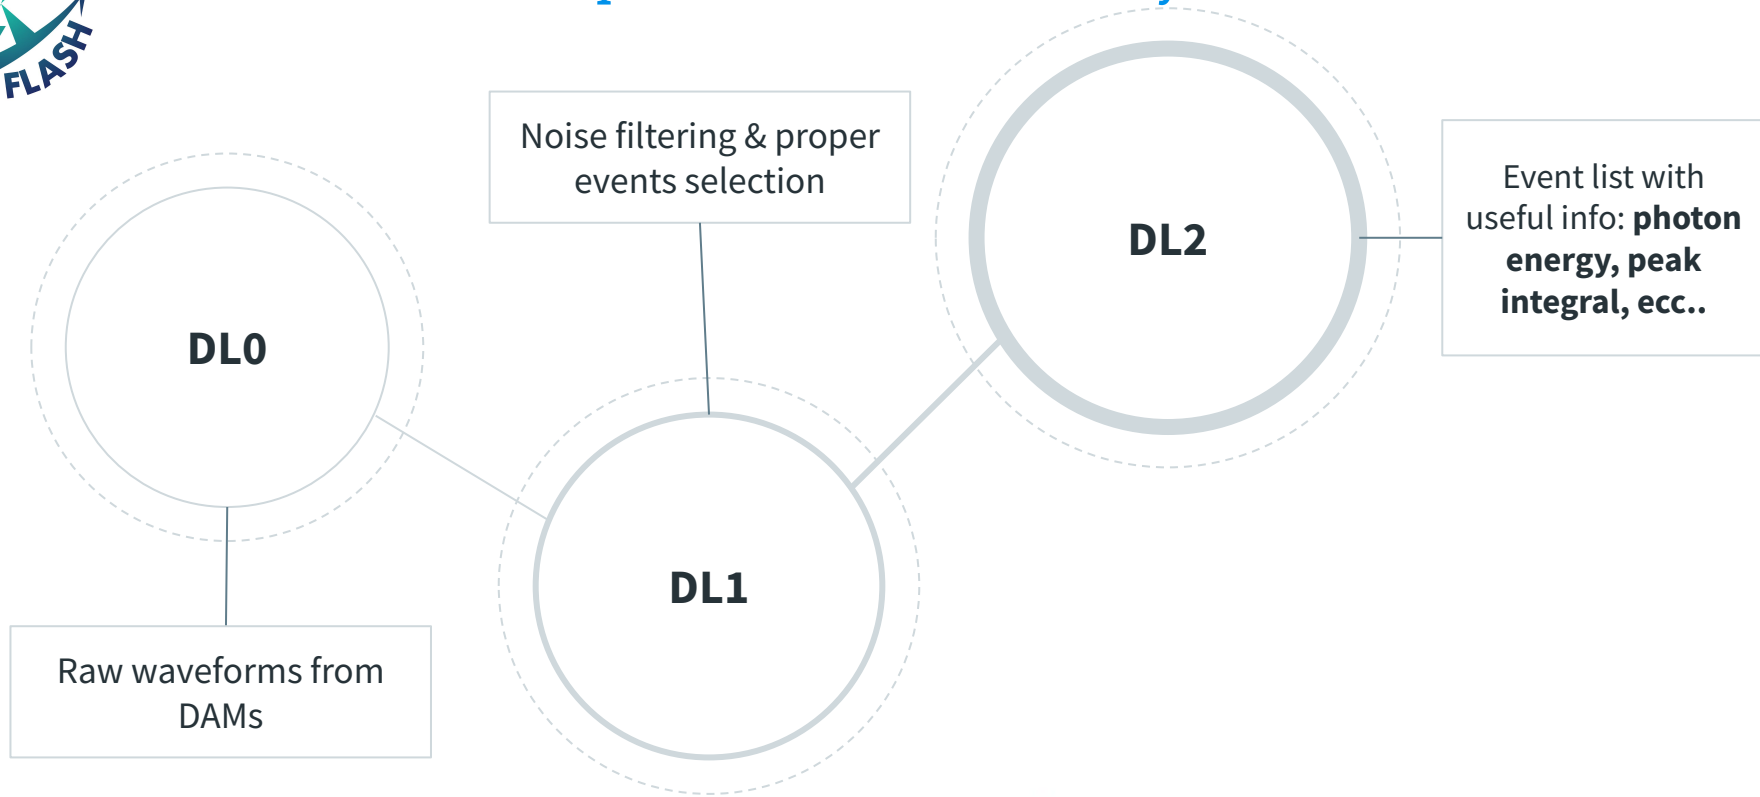 FLASH
Noise filtering & proper
events selection
DL2
Event list with
useful info: photon
energy, peak
integral, ecc..
DL0
DL1
Raw waveforms from
DAMs